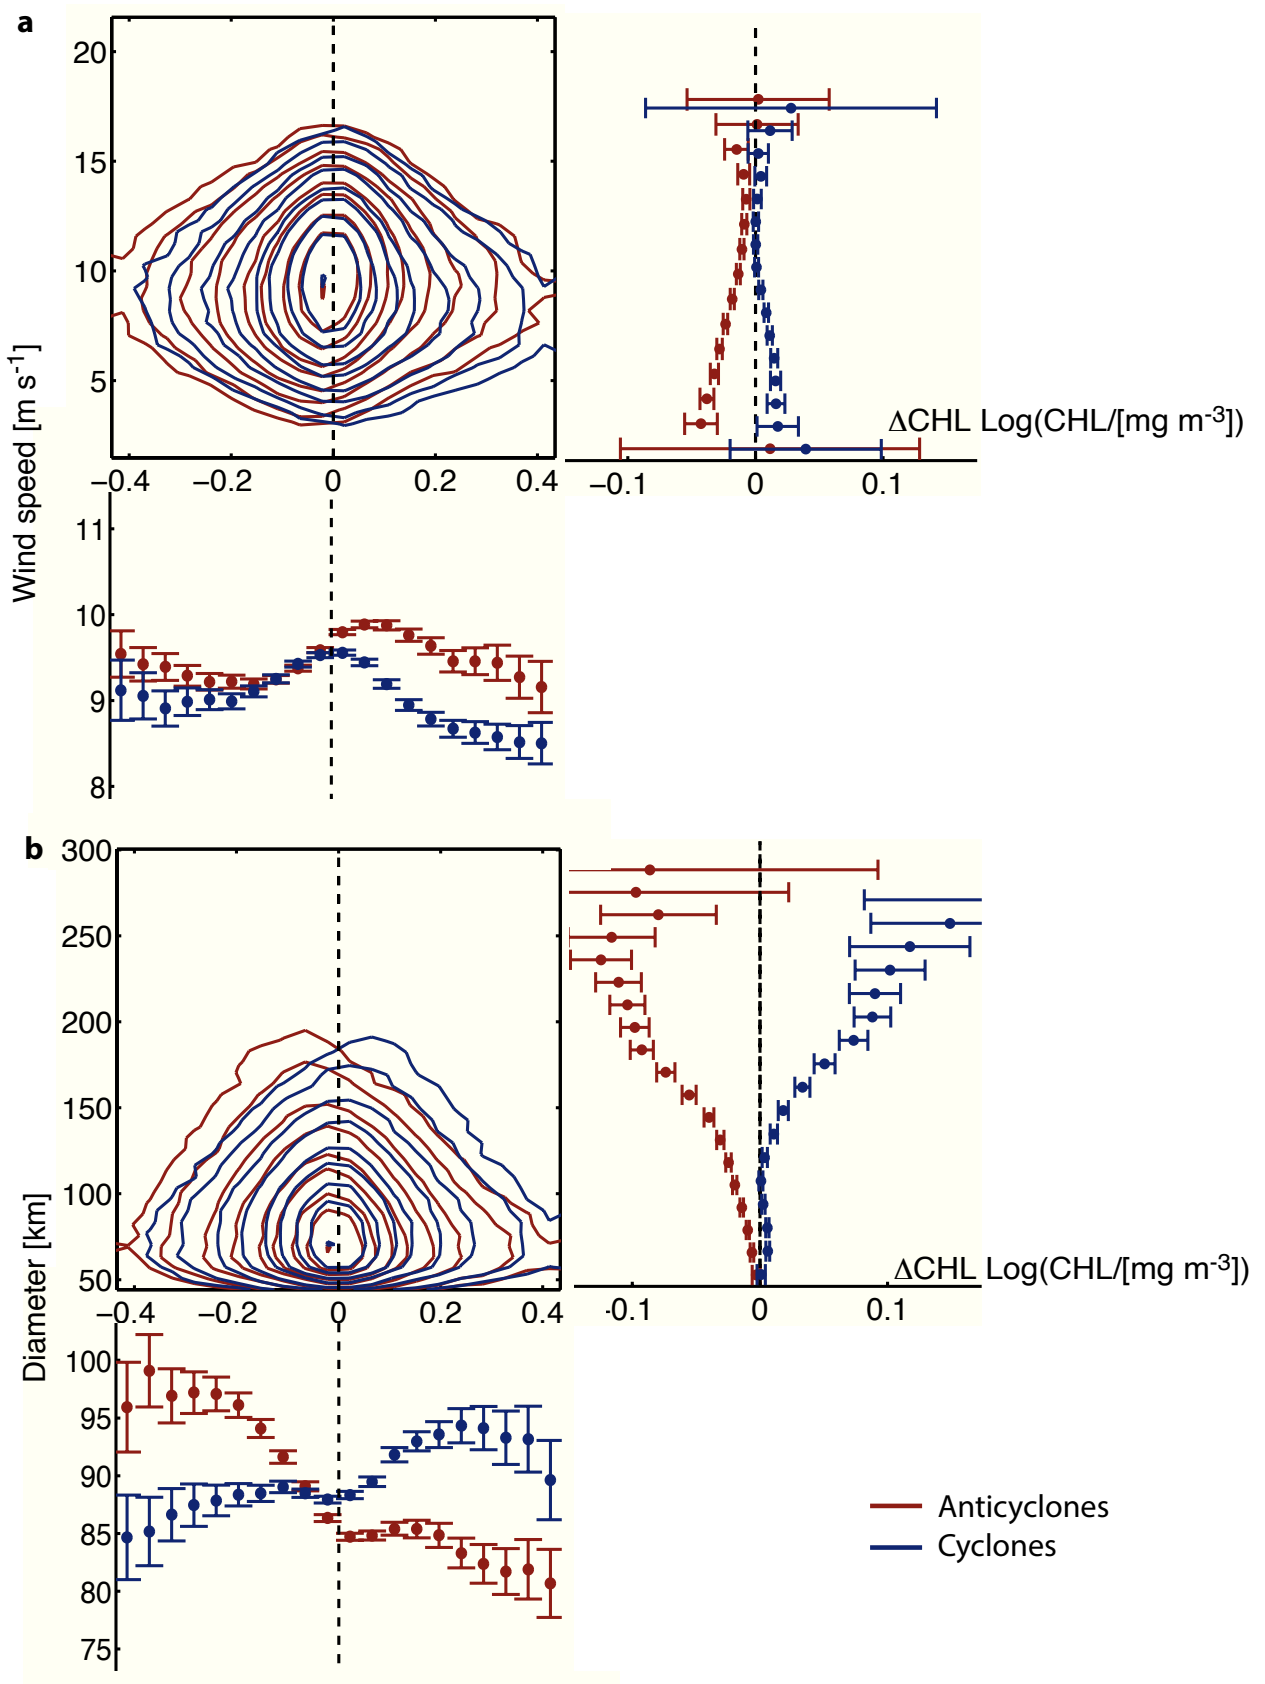 a
20
15
10
5
−0.4 −0.2 0 0.2 0.4
−0.1 0 0.1
ΔCHL Log(CHL/[mg m-3])
Wind speed [m s-1]
11
10
9
8
b
300
250
200
150
100
50
−0.4 −0.2 0 0.2 0.4
-0.1 0 0.1
ΔCHL Log(CHL/[mg m-3])
Diameter [km]
100
95
90
85
80
75
Anticyclones
Cyclones